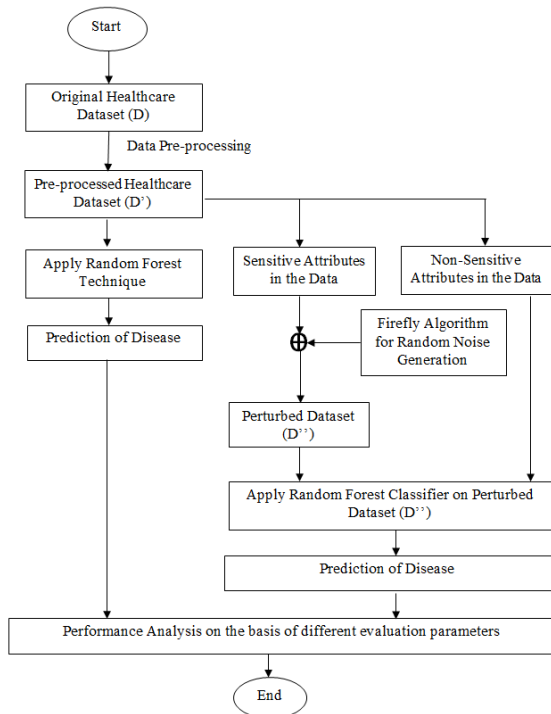 Start
Original Healthcare
Dataset (D)
Data Pre-processing
Pre-processed Healthcare
Dataset (D’)
Apply Random Forest
Technique
Sensitive Attributes
in the Data
Non-Sensitive
Attributes in the Data
Prediction of Disease
Firefly Algorithm
for Random Noise
Generation
Perturbed Dataset
(D’’)
Apply Random Forest Classifier on Perturbed
Dataset (D’’)
Prediction of Disease
Performance Analysis on the basis of different evaluation parameters
End